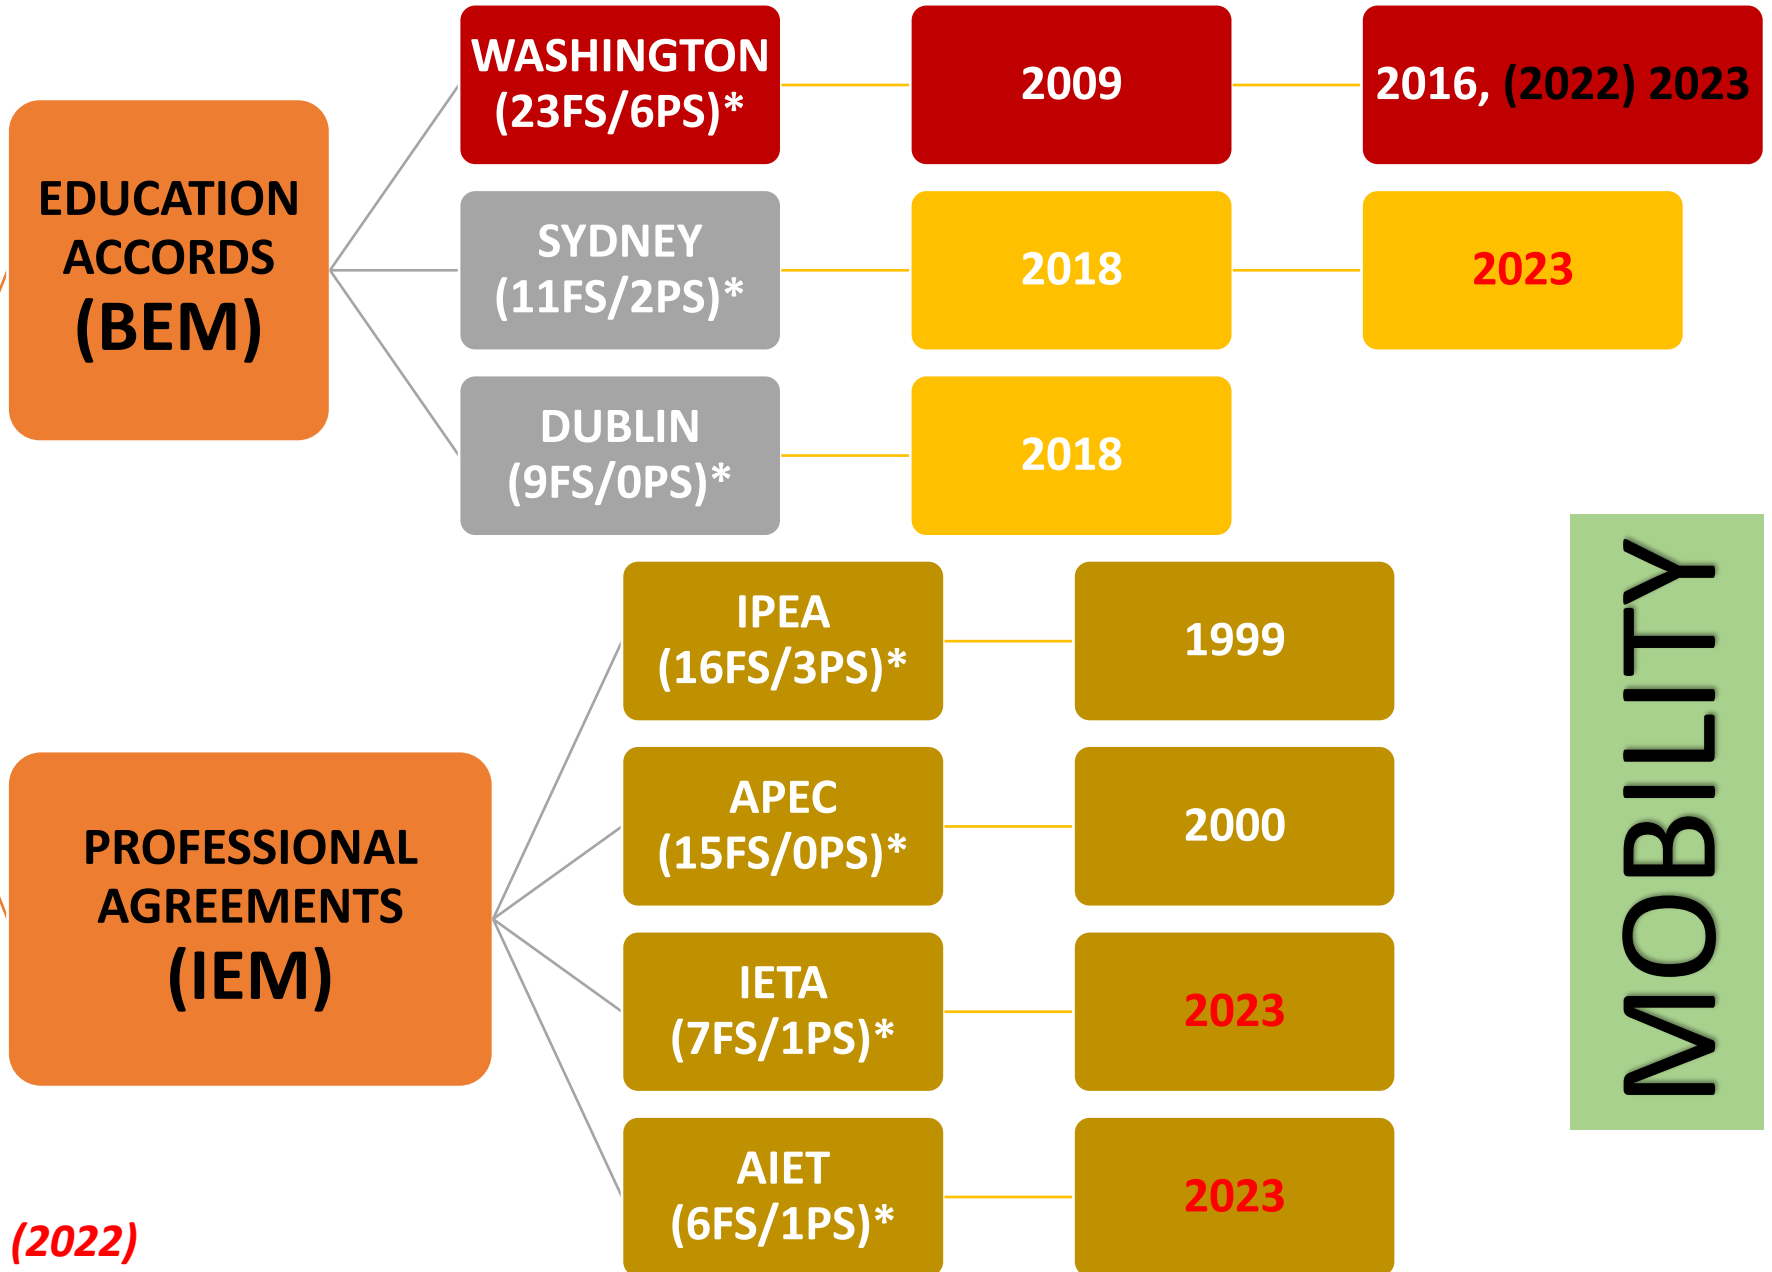 EDUCATION
ACCORDS
(BEM)
WASHINGTON
(23FS/6PS)*
2009
2016, (2022) 2023
SYDNEY
(11FS/2PS)*
2018
2023
DUBLIN
(9FS/0PS)*
2018
PROFESSIONAL
AGREEMENTS
(IEM)
IPEA
(16FS/3PS)*
1999
APEC
(15FS/0PS)*
2000
IETA
(7FS/1PS)*
2023
AIET
(6FS/1PS)*
2023
MOBILITY
(2022)